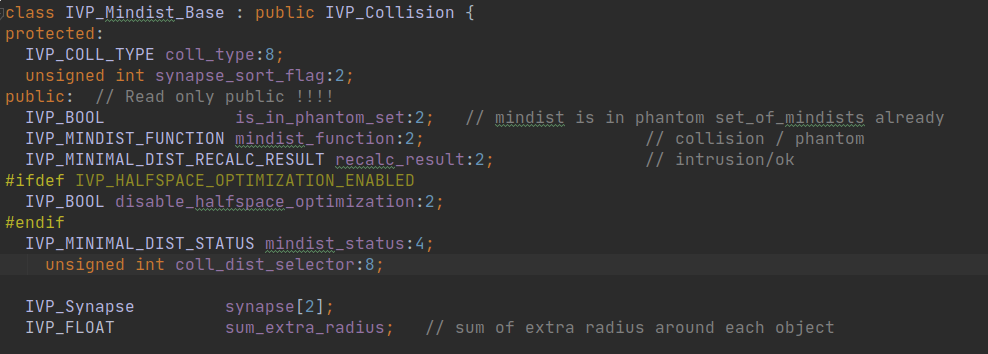 class IVP_Mindist_Base : public IVP_Collision {
protected:
  IVP_COLL_TYPE coll_type:8;
  unsigned int synapse_sort_flag:2;
public:  // Read only public !!!!
  IVP_BOOL             is_in_phantom_set:2;   // mindist is in phantom set_of_mindists already
  IVP_MINDIST_FUNCTION mindist_function:2;                      // collision / phantom
  IVP_MINIMAL_DIST_RECALC_RESULT recalc_result:2;               // intrusion/ok
#ifdef IVP_HALFSPACE_OPTIMIZATION_ENABLED
  IVP_BOOL disable_halfspace_optimization:2;
#endif
  IVP_MINIMAL_DIST_STATUS mindist_status:4;
    unsigned int coll_dist_selector:8;
  IVP_Synapse         synapse[2];
  IVP_FLOAT           sum_extra_radius;   // sum of extra radius around each object